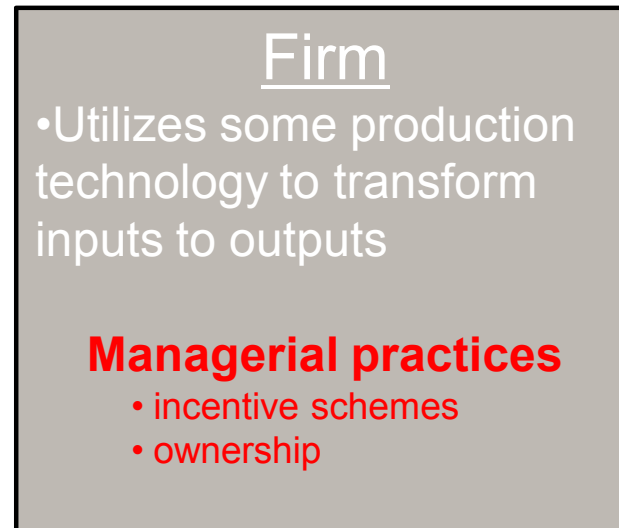 Firm
•Utilizes some production
technology to transform
inputs to outputs
Managerial practices
• incentive schemes
• ownership